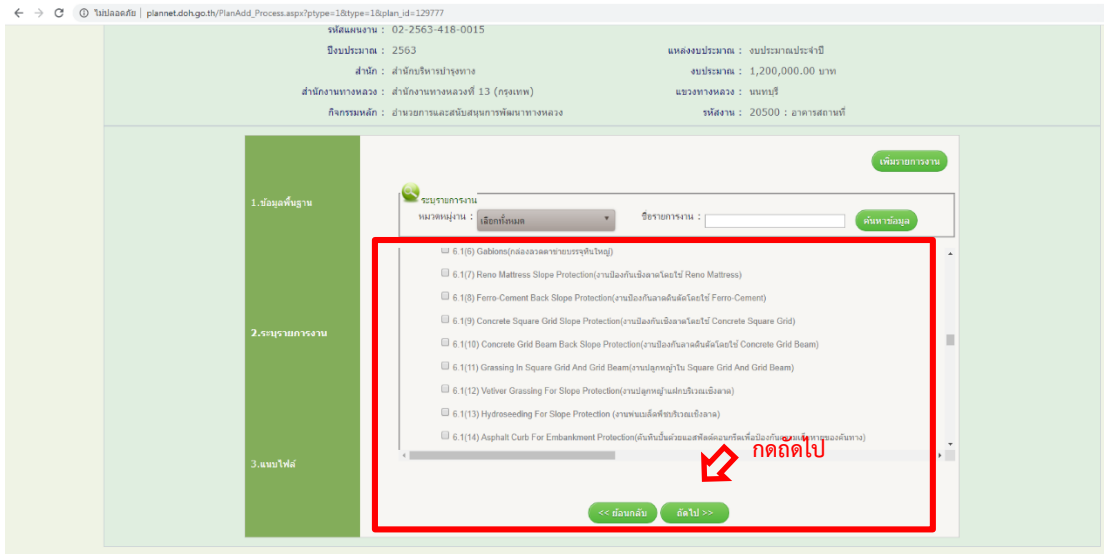 ไม่ปลอดภัย | plannet.doh.go.th/PlanAdd_Process.aspx?ptype=1&type=1&plan_id=129777
รหัสแผนงาน : 02-2563-418-0015
ปีงบประมาณ : 2563 แหล่งงบประมาณ : งบประมาณประจำปี
สำนัก : สำนักบริหารบำรุงทาง งบประมาณ : 1,200,000.00 บาท
สำนักงานทางหลวง : สำนักงานทางหลวงที่ 13 (กรุงเทพ) แขวงทางหลวง : นนทบุรี
กิจกรรมหลัก : อำนวยการและสนับสนุนการพัฒนาทางหลวง รหัสงาน : 20500 : อาคารสถานที่
เพิ่มรายการงาน
1.ข้อมูลพื้นฐาน
ระบุรายการงาน
หมวดหมู่งาน : เลือกทั้งหมด ชื่อรายการงาน : ค้นหาข้อมูล
6.1(6) Gabions(กล่องลวดตาข่ายบรรจุหินใหญ่)
6.1(7) Reno Mattress Slope Protection(งานป้องกันเชิงลาดโดยใช้ Reno Mattress)
6.1(8) Ferro-Cement Back Slope Protection(งานป้องกันลาดดินตัดโดยใช้ Ferro-Cement)
6.1(9) Concrete Square Grid Slope Protection(งานป้องกันเชิงลาดโดยใช้ Concrete Square Grid)
2.ระบุรายการงาน
6.1(10) Concrete Grid Beam Back Slope Protection(งานป้องกันลาดดินตัดโดยใช้ Concrete Grid Beam)
6.1(11) Grassing In Square Grid And Grid Beam(งานปลูกหญ้าใน Square Grid And Grid Beam)
6.1(12) Vetiver Grassing For Slope Protection(งานปลูกหญ้าแฝกบริเวณเชิงลาด)
6.1(13) Hydroseeding For Slope Protection (งานพ่นเมล็ดพืชบริเวณเชิงลาด)
6.1(14) Asphalt Curb For Embankment Protection(คันหินปั้นด้วยแอสฟัลต์คอนกรีตเพื่อป้องกันความเสียหายของคันทาง)
กดถัดไป
3.แนบไฟล์
<< ย้อนกลับ ถัดไป >>